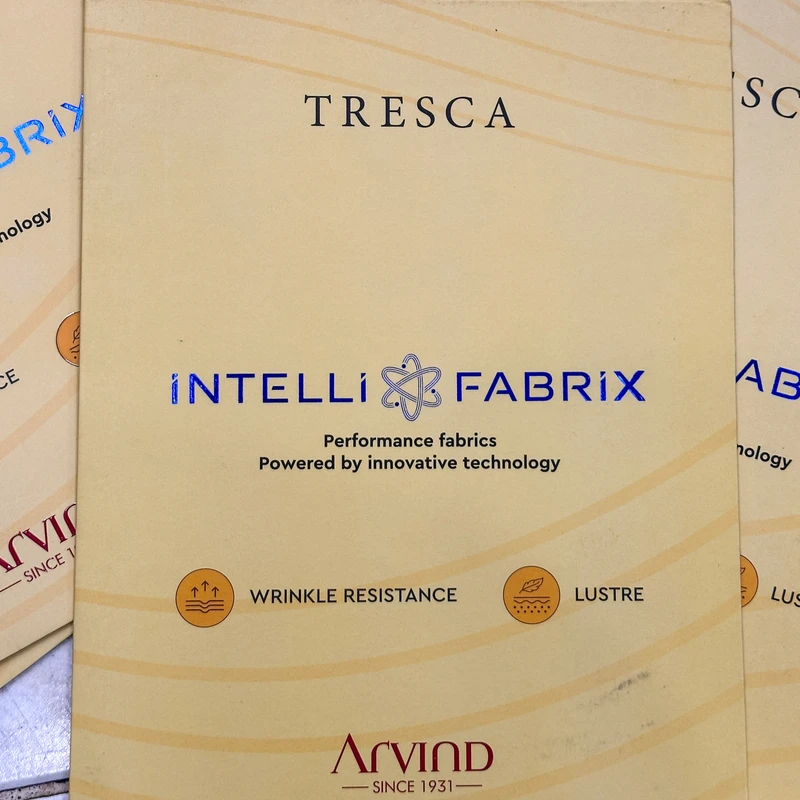 TRESCA
INTELLI FABRIX
Performance fabrics
Powered by innovative technology
WRINKLE RESISTANCE
LUSTRE
ARVIND
SINCE 1931